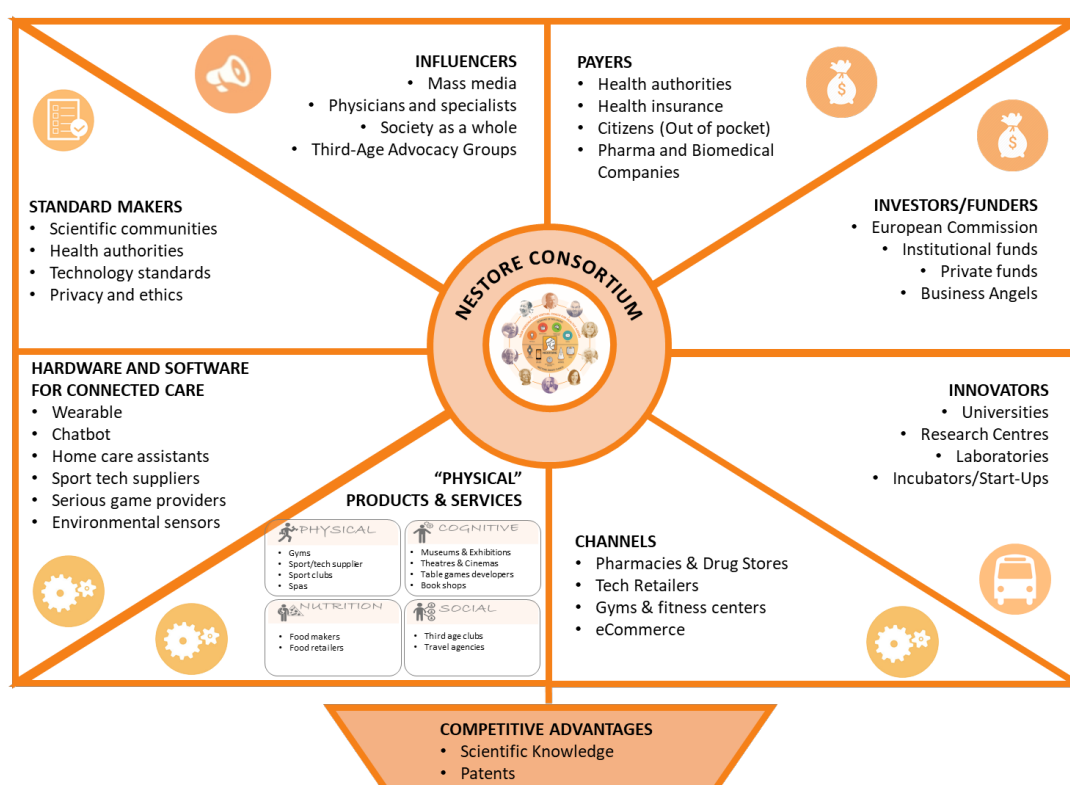 INFLUENCERS
• Mass media
• Physicians and specialists
• Society as a whole
• Third-Age Advocacy Groups
PAYERS
• Health authorities
• Health insurance
• Citizens (Out of pocket)
• Pharma and Biomedical
Companies
STANDARD MAKERS
• Scientific communities
• Health authorities
• Technology standards
• Privacy and ethics
INVESTORS/FUNDERS
• European Commission
• Institutional funds
• Private funds
• Business Angels
NESTORE CONSORTIUM
HARDWARE AND SOFTWARE
FOR CONNECTED CARE
• Wearable
• Chatbot
• Home care assistants
• Sport tech suppliers
• Serious game providers
• Environmental sensors
INNOVATORS
• Universities
• Research Centres
• Laboratories
• Incubators/Start-Ups
“PHYSICAL”
PRODUCTS & SERVICES
PHYSICAL
• Gyms
• Sport/tech supplier
• Sport clubs
• Spas
COGNITIVE
• Museums & Exhibitions
• Theatres & Cinemas
• Table games developers
• Book shops
NUTRITION
• Food makers
• Food retailers
SOCIAL
• Third age clubs
• Travel agencies
CHANNELS
• Pharmacies & Drug Stores
• Tech Retailers
• Gyms & fitness centers
• eCommerce
COMPETITIVE ADVANTAGES
• Scientific Knowledge
• Patents